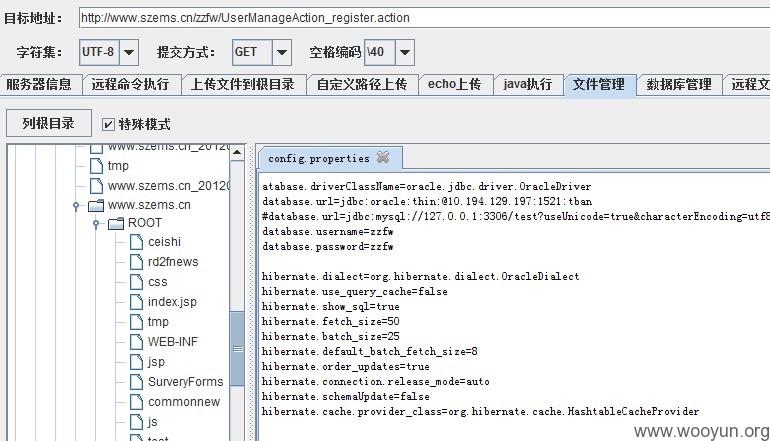 目标地址： http://www.szems.cn/zzfw/UserManageAction_register.action
字符集： UTF-8 提交方式： GET 空格编码 \40
服务器信息 远程命令执行 上传文件到根目录 自定义路径上传 echo上传 java执行 文件管理 数据库管理 远程文
列根目录 特殊模式
www.szems.cn_20120
tmp
www.szems.cn_20120
www.szems.cn
ROOT
ceishi
rd2fnews
css
index.jsp
tmp
WEB-INF
jsp
SurveryForms
commonnew
js
config.properties
atabase.driverClassName=oracle.jdbc.driver.OracleDriver
database.url=jdbc:oracle:thin:@10.194.129.197:1521:tban
#database.url=jdbc:mysql://127.0.0.1:3306/test?useUnicode=true&characterEncoding=utf8
database.username=zzfw
database.password=zzfw
hibernate.dialect=org.hibernate.dialect.OracleDialect
hibernate.use_query_cache=false
hibernate.show_sql=true
hibernate.fetch_size=50
hibernate.batch_size=25
hibernate.default_batch_fetch_size=8
hibernate.order_updates=true
hibernate.connection.release_mode=auto
hibernate.schemaUpdate=false
hibernate.cache.provider_class=org.hibernate.cache.HashtableCacheProvider
www.wooyun.org